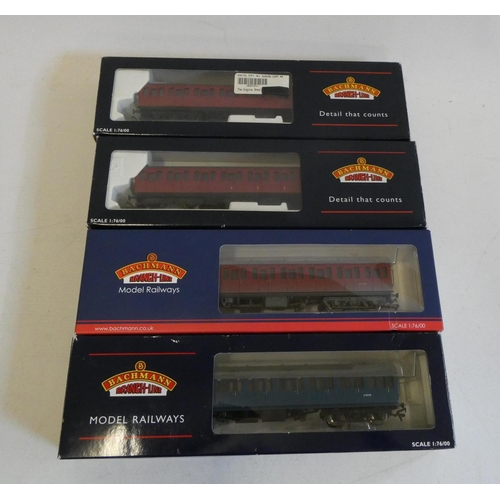 BACHMANN
BRANCH-LINE
Detail that counts
SCALE 1:76/00
BACHMANN
BRANCH-LINE
Detail that counts
SCALE 1:76/00
BACHMANN
BRANCH-LINE
Model Railways
www.bachmann.co.uk
SCALE 1:76/00
B
BACHMANN
BRANCH-LINE
MODEL RAILWAYS
SCALE 1:76/00